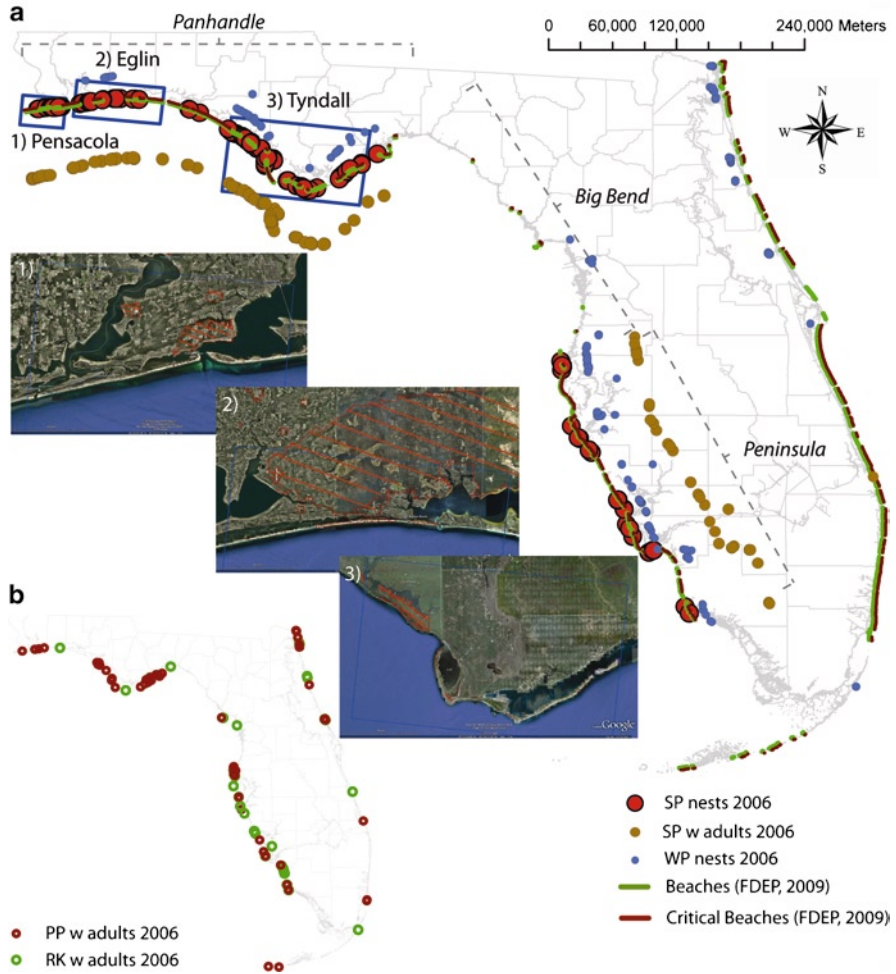 a
Panhandle
0 60,000 120,000 240,000 Meters
2) Eglin
3) Tyndall
1) Pensacola
N
W E
S
Big Bend
1)
2)
Peninsula
3)
Google
b
SP nests 2006
SP w adults 2006
WP nests 2006
Beaches (FDEP, 2009)
Critical Beaches (FDEP, 2009)
PP w adults 2006
RK w adults 2006